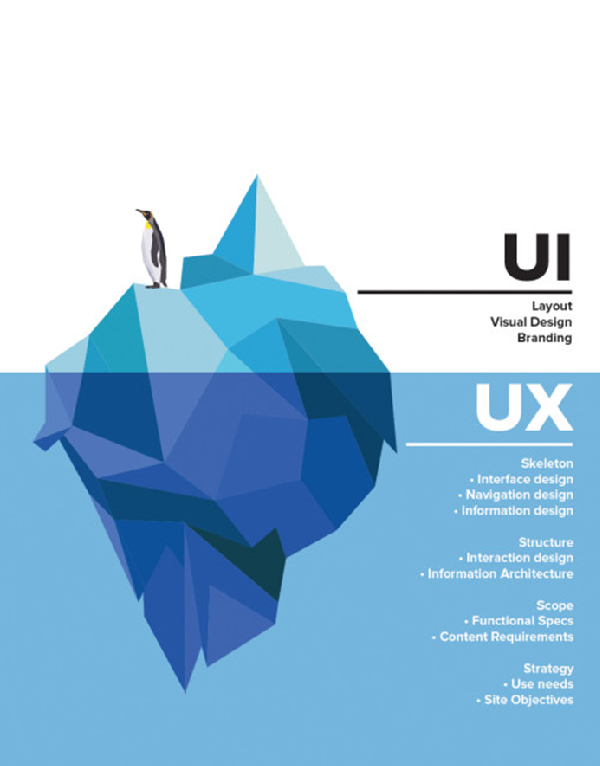 UI
Layout
Visual Design
Branding
UX
Skeleton
• Interface design
• Navigation design
• Information design
Structure
• Interaction design
• Information Architecture
Scope
• Functional Specs
• Content Requirements
Strategy
• Use needs
• Site Objectives